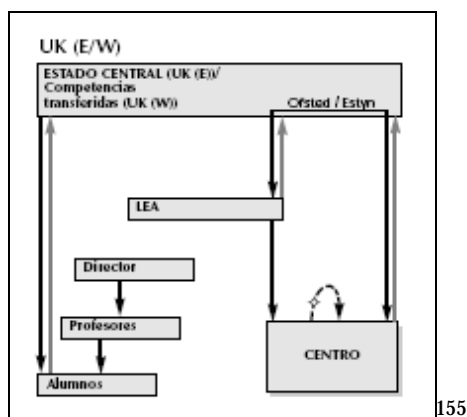 UK (E/W)
ESTADO CENTRAL (UK (E))/
Competencias
transferidas (UK (W))
Ofsted / Estyn
LEA
Director
Profesores
CENTRO
Alumnos
155